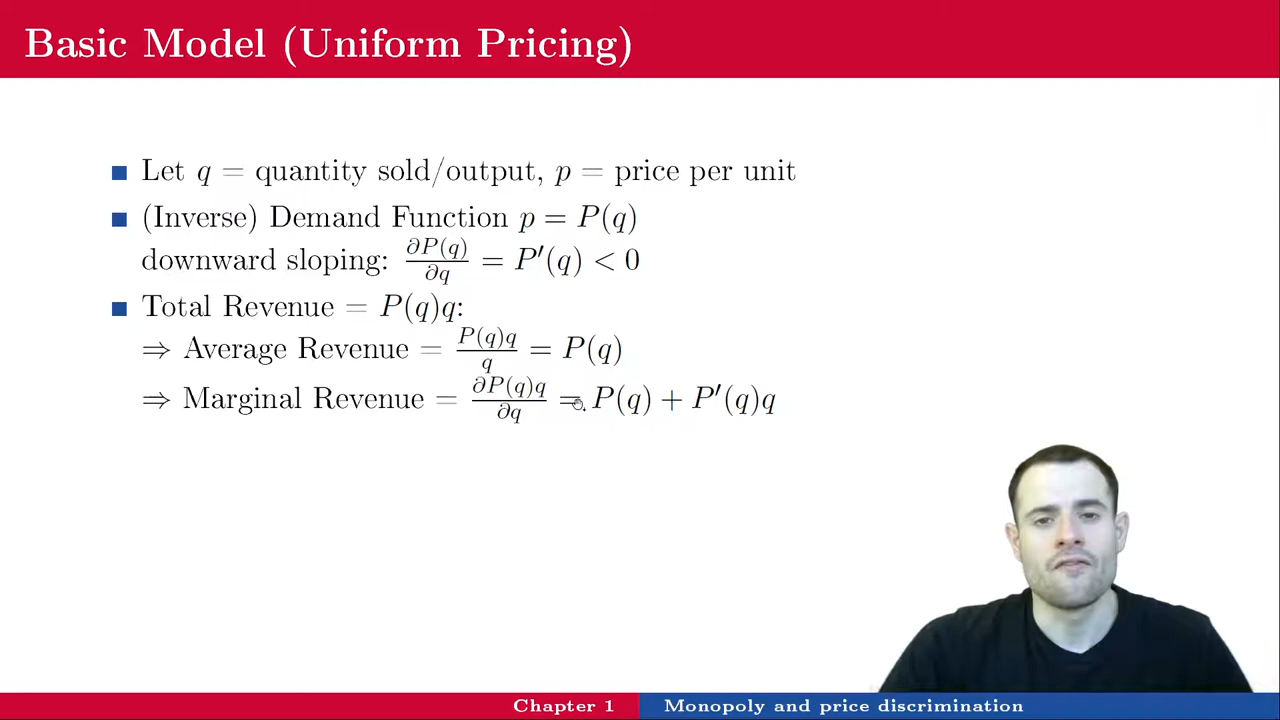 Basic Model (Uniform Pricing)
Let q = quantity sold/output, p = price per unit
(Inverse) Demand Function p = P(q)
downward sloping: ∂P(q)/∂q = P′(q) < 0
Total Revenue = P(q)q:
⇒ Average Revenue = P(q)q/q = P(q)
⇒ Marginal Revenue = ∂P(q)q/∂q = P(q) + P′(q)q
Chapter 1 Monopoly and price discrimination